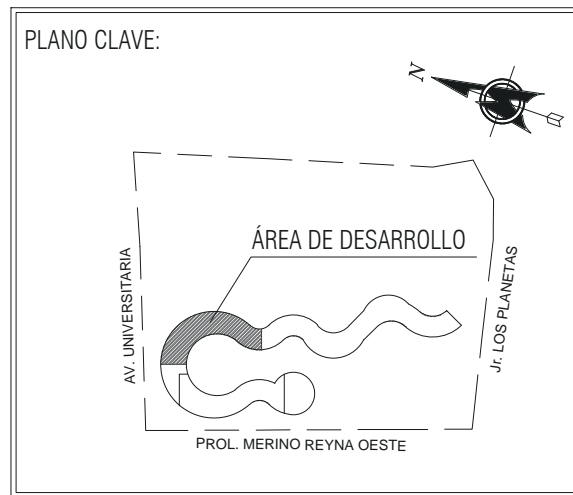 PLANO CLAVE:
N
ÁREA DE DESARROLLO
AV. UNIVERSITARIA
Jr. LOS PLANETAS
PROL. MERINO REYNA OESTE